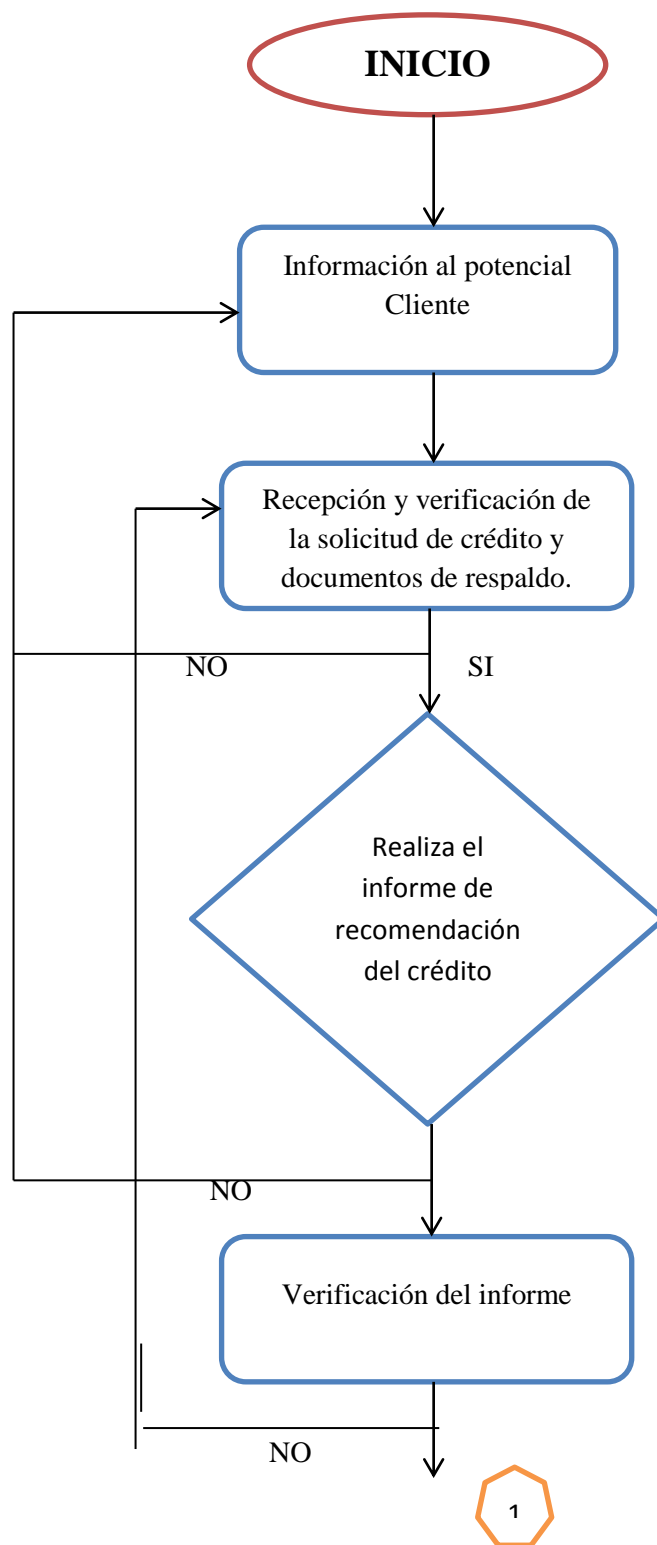 INICIO
Información al potencial
Cliente
Recepción y verificación de
la solicitud de crédito y
documentos de respaldo.
NO
SI
Realiza el
informe de
recomendación
del crédito
NO
Verificación del informe
NO
1